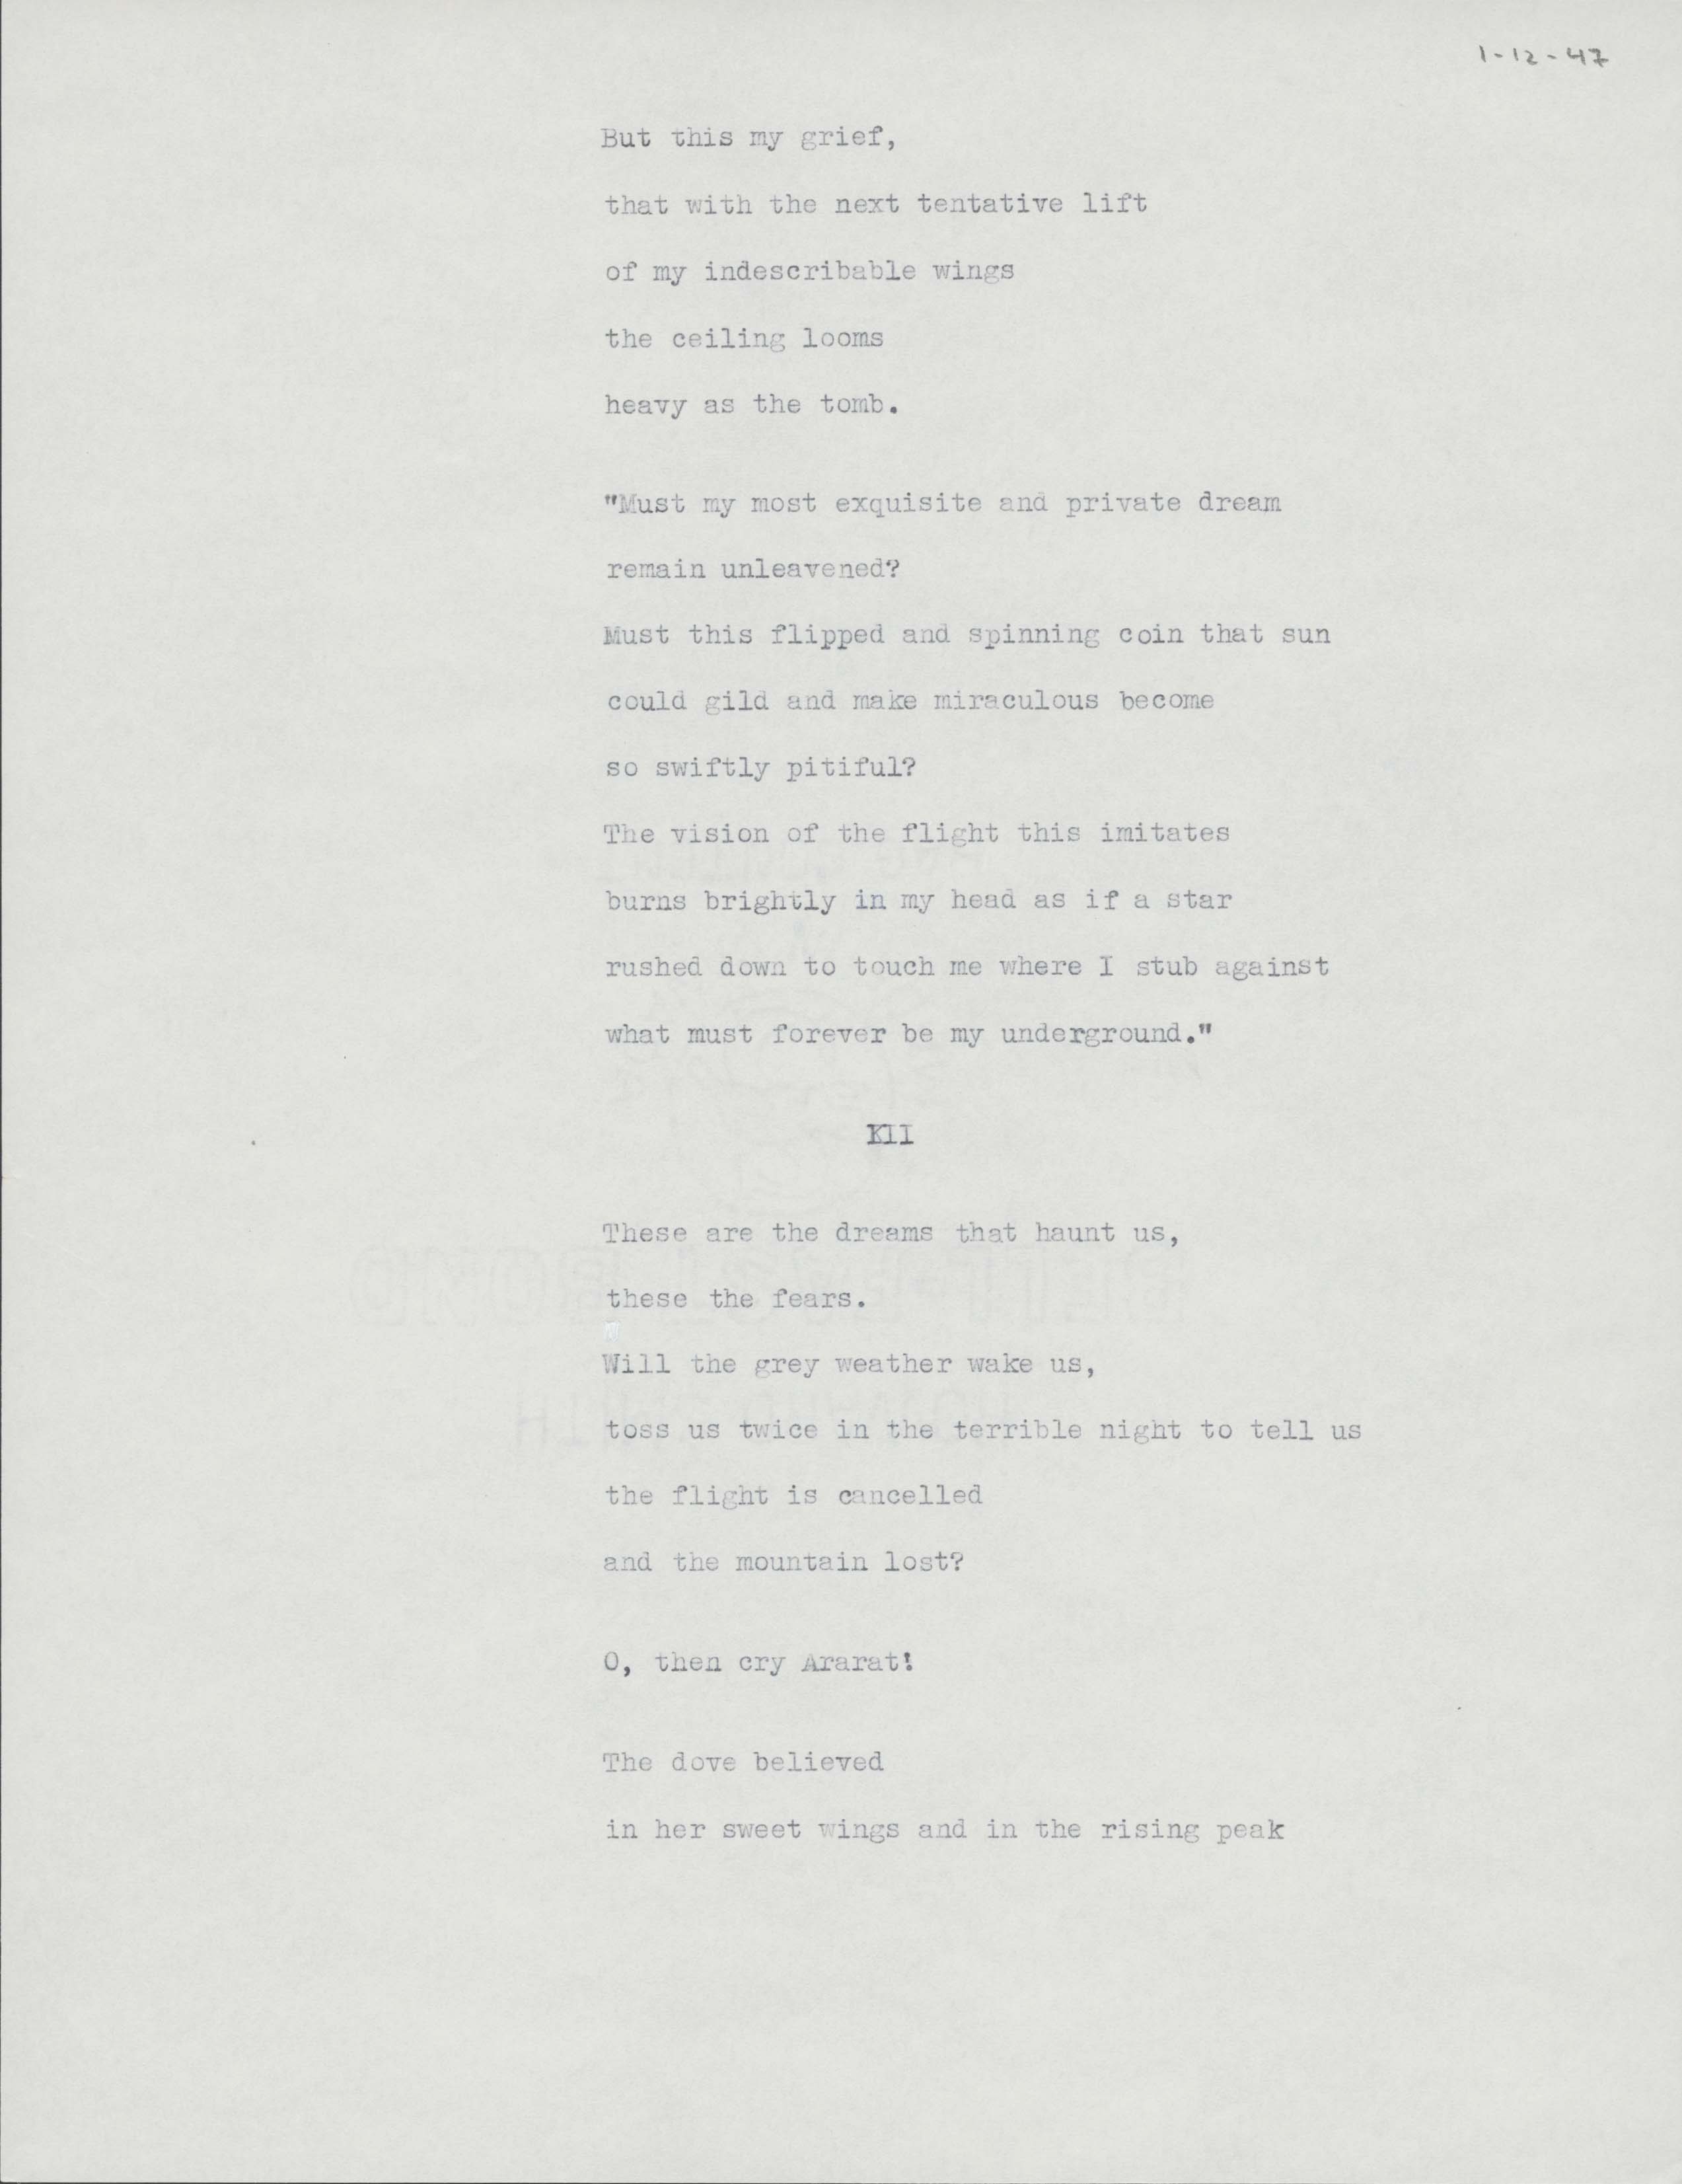 1-12-47
But this my grief,
that with the next tentative lift
of my indescribable wings
the ceiling looms
heavy as the tomb.
"Must my most exquisite and private dream
remain unleavened?
Must this flipped and spinning coin that sun
could gild and make miraculous become
so swiftly pitiful?
The vision of the flight this imitates
burns brightly in my head as if a star
rushed down to touch me where I stub against
what must forever be my underground."
XII
These are the dreams that haunt us,
these the fears.
Will the grey weather wake us,
toss us twice in the terrible night to tell us
the flight is cancelled
and the mountain lost?
O, then cry Ararat!
The dove believed
in her sweet wings and in the rising peak